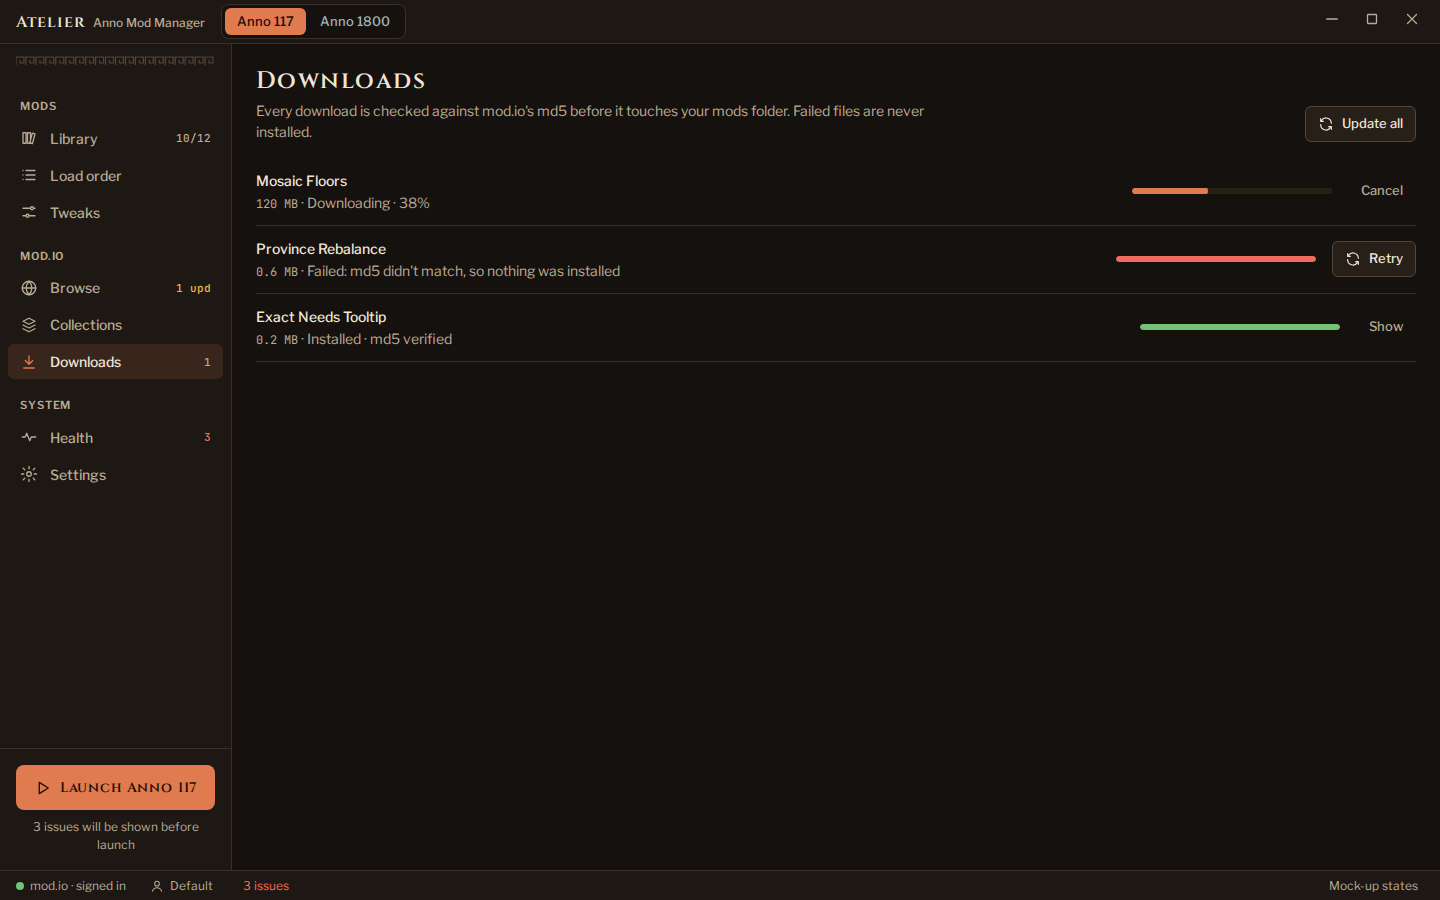 ATELIER Anno Mod Manager
Anno 117
Anno 1800
MODS
Library 10/12
Load order
Tweaks
MOD.IO
Browse 1 upd
Collections
Downloads 1
SYSTEM
Health 3
Settings
LAUNCH ANNO 117
3 issues will be shown before
launch
DOWNLOADS
Every download is checked against mod.io's md5 before it touches your mods folder. Failed files are never
installed.
Update all
Mosaic Floors
120 MB · Downloading · 38%
Cancel
Province Rebalance
0.6 MB · Failed: md5 didn't match, so nothing was installed
Retry
Exact Needs Tooltip
0.2 MB · Installed · md5 verified
Show
mod.io · signed in
Default
3 issues
Mock-up states